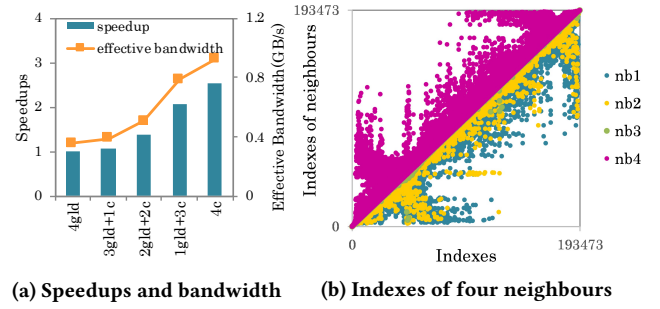 4
3
2
1
0
Speedups
speedup
effective bandwidth
1.2
0.8
0.4
0
Effective Bandwidth(GB/s)
4gld
3gld+1c
2gld+2c
1gld+3c
4c
(a) Speedups and bandwidth
193473
Indexes of neighbours
0
0
193473
Indexes
nb1
nb2
nb3
nb4
(b) Indexes of four neighbours